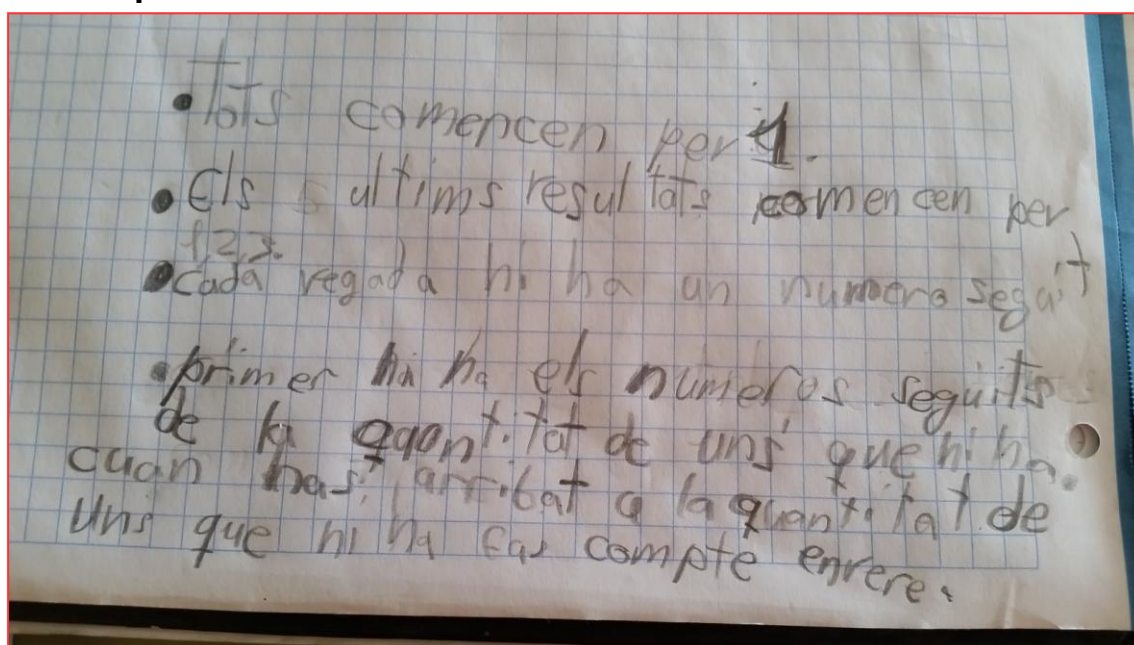 • Tots comencen per 1.
• Els 5 ultims resultats comencen per
1,2,3.
• Cada vegada hi ha un numero seguit
• primer hi ha els números seguits
de la quantitat de uns que hi ha.
cuan has arribat a la quantitat de
uns que hi ha fas compte enrere.